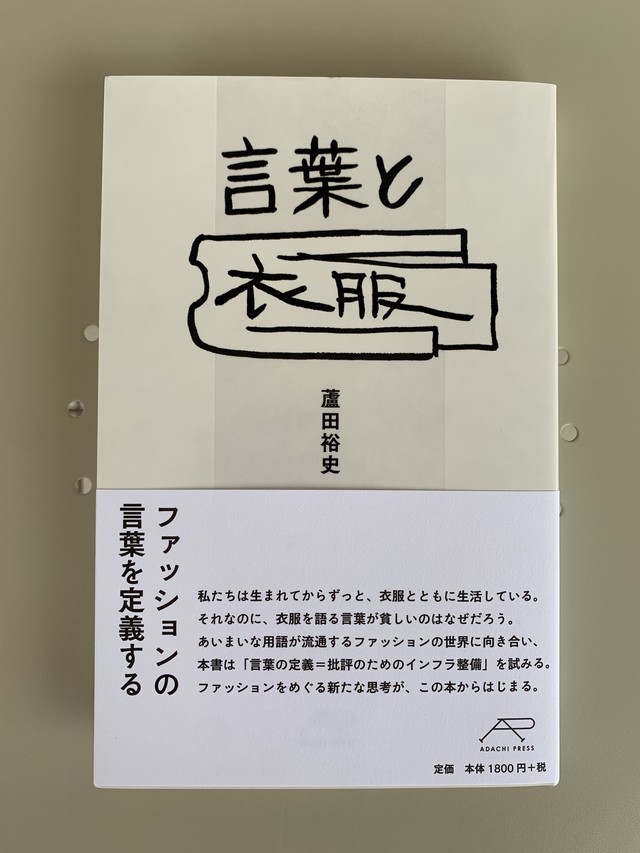 言葉と
衣服
蘆田裕史
ファッションの
言葉を定義する
私たちは生まれてからずっと、衣服とともに生活している。
それなのに、衣服を語る言葉が貧しいのはなぜだろう。
あいまいな用語が流通するファッションの世界に向き合い、
本書は「言葉の定義＝批評のためのインフラ整備」を試みる。
ファッションをめぐる新たな思考が、この本からはじまる。
ADACHI PRESS
定価 本体1800円＋税